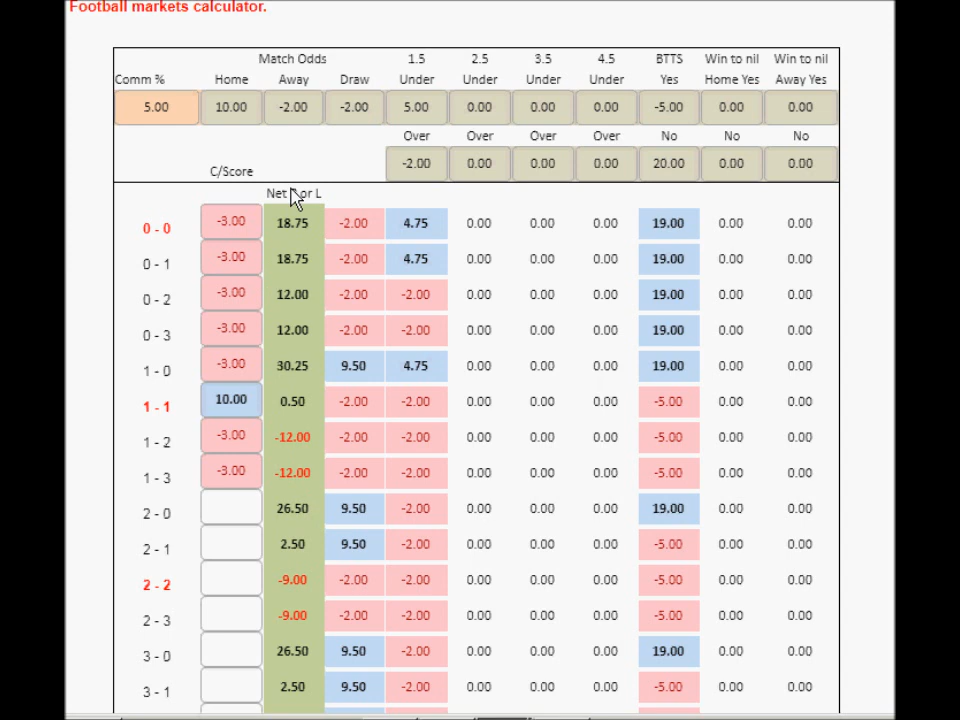 Football markets calculator.
Match Odds 1.5 2.5 3.5 4.5 BTTS Win to nil Win to nil
Comm % Home Away Draw Under Under Under Under Yes Home Yes Away Yes
5.00 10.00 -2.00 -2.00 5.00 0.00 0.00 0.00 -5.00 0.00 0.00
Over Over Over Over No No No
C/Score -2.00 0.00 0.00 0.00 20.00 0.00 0.00
Net or L
0 - 0 -3.00 18.75 -2.00 4.75 0.00 0.00 0.00 19.00 0.00 0.00
0 - 1 -3.00 18.75 -2.00 4.75 0.00 0.00 0.00 19.00 0.00 0.00
0 - 2 -3.00 12.00 -2.00 -2.00 0.00 0.00 0.00 19.00 0.00 0.00
0 - 3 -3.00 12.00 -2.00 -2.00 0.00 0.00 0.00 19.00 0.00 0.00
1 - 0 -3.00 30.25 9.50 4.75 0.00 0.00 0.00 19.00 0.00 0.00
1 - 1 10.00 0.50 -2.00 -2.00 0.00 0.00 0.00 -5.00 0.00 0.00
1 - 2 -3.00 -12.00 -2.00 -2.00 0.00 0.00 0.00 -5.00 0.00 0.00
1 - 3 -3.00 -12.00 -2.00 -2.00 0.00 0.00 0.00 -5.00 0.00 0.00
2 - 0 26.50 9.50 -2.00 0.00 0.00 0.00 19.00 0.00 0.00
2 - 1 2.50 9.50 -2.00 0.00 0.00 0.00 -5.00 0.00 0.00
2 - 2 -9.00 -2.00 -2.00 0.00 0.00 0.00 -5.00 0.00 0.00
2 - 3 -9.00 -2.00 -2.00 0.00 0.00 0.00 -5.00 0.00 0.00
3 - 0 26.50 9.50 -2.00 0.00 0.00 0.00 19.00 0.00 0.00
3 - 1 2.50 9.50 -2.00 0.00 0.00 0.00 -5.00 0.00 0.00